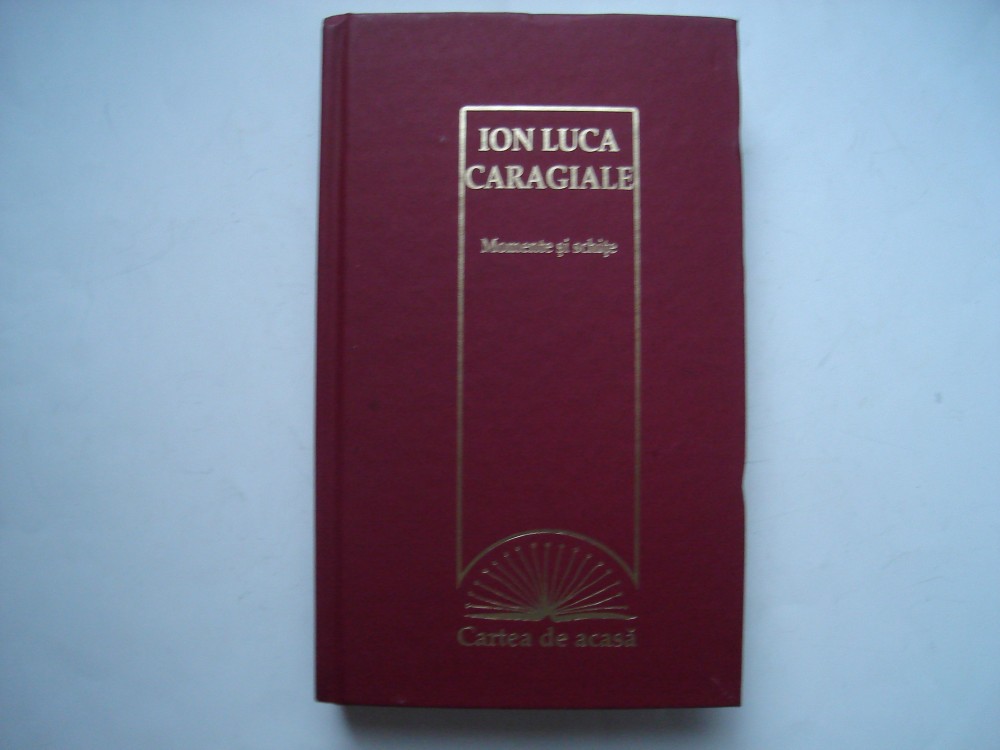 ION LUCA
CARAGIALE
Momente şi schiţe
Cartea de acasă